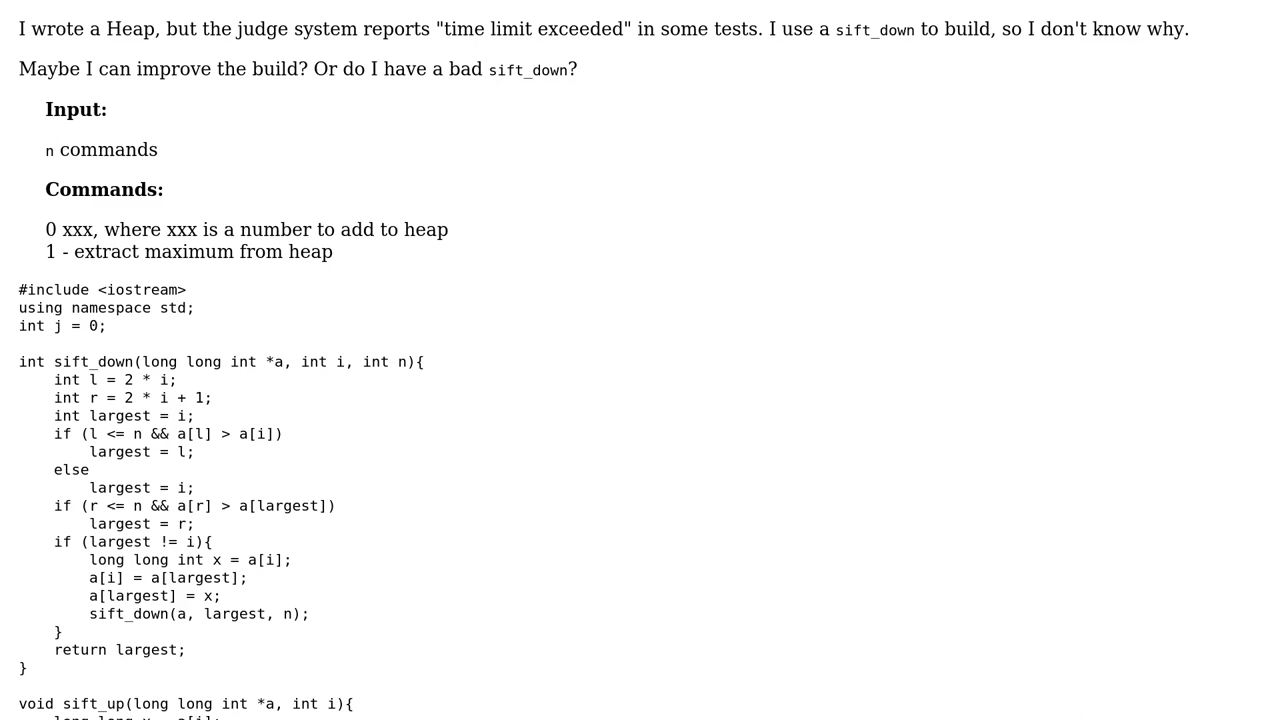 I wrote a Heap, but the judge system reports "time limit exceeded" in some tests. I use a sift_down to build, so I don't know why.
Maybe I can improve the build? Or do I have a bad sift_down?
Input:
n commands
Commands:
0 xxx, where xxx is a number to add to heap
1 - extract maximum from heap
#include <iostream>
using namespace std;
int j = 0;
int sift_down(long long int *a, int i, int n){
    int l = 2 * i;
    int r = 2 * i + 1;
    int largest = i;
    if (l <= n && a[l] > a[i])
        largest = l;
    else
        largest = i;
    if (r <= n && a[r] > a[largest])
        largest = r;
    if (largest != i){
        long long int x = a[i];
        a[i] = a[largest];
        a[largest] = x;
        sift_down(a, largest, n);
    }
    return largest;
}
void sift_up(long long int *a, int i){
    long long x = a[i];